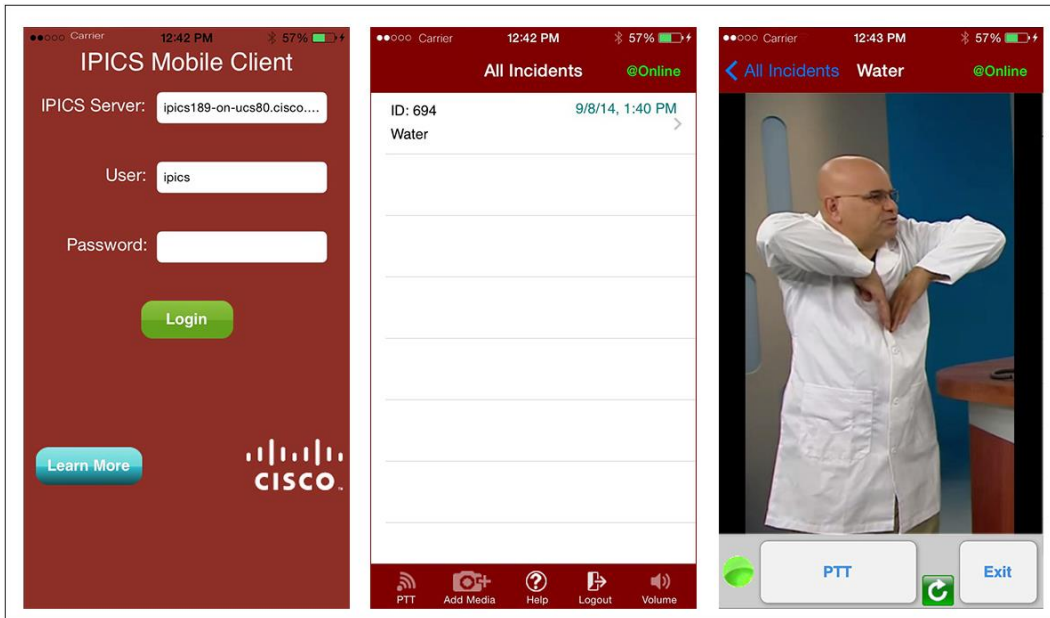 Carrier 12:42 PM 57%
IPICS Mobile Client
IPICS Server: ipics189-on-ucs80.cisco....
User: ipics
Password:
Login
Learn More
CISCO
Carrier 12:42 PM 57%
All Incidents @Online
ID: 694 9/8/14, 1:40 PM
Water
PTT Add Media Help Logout Volume
Carrier 12:43 PM 57%
All Incidents Water @Online
PTT Exit